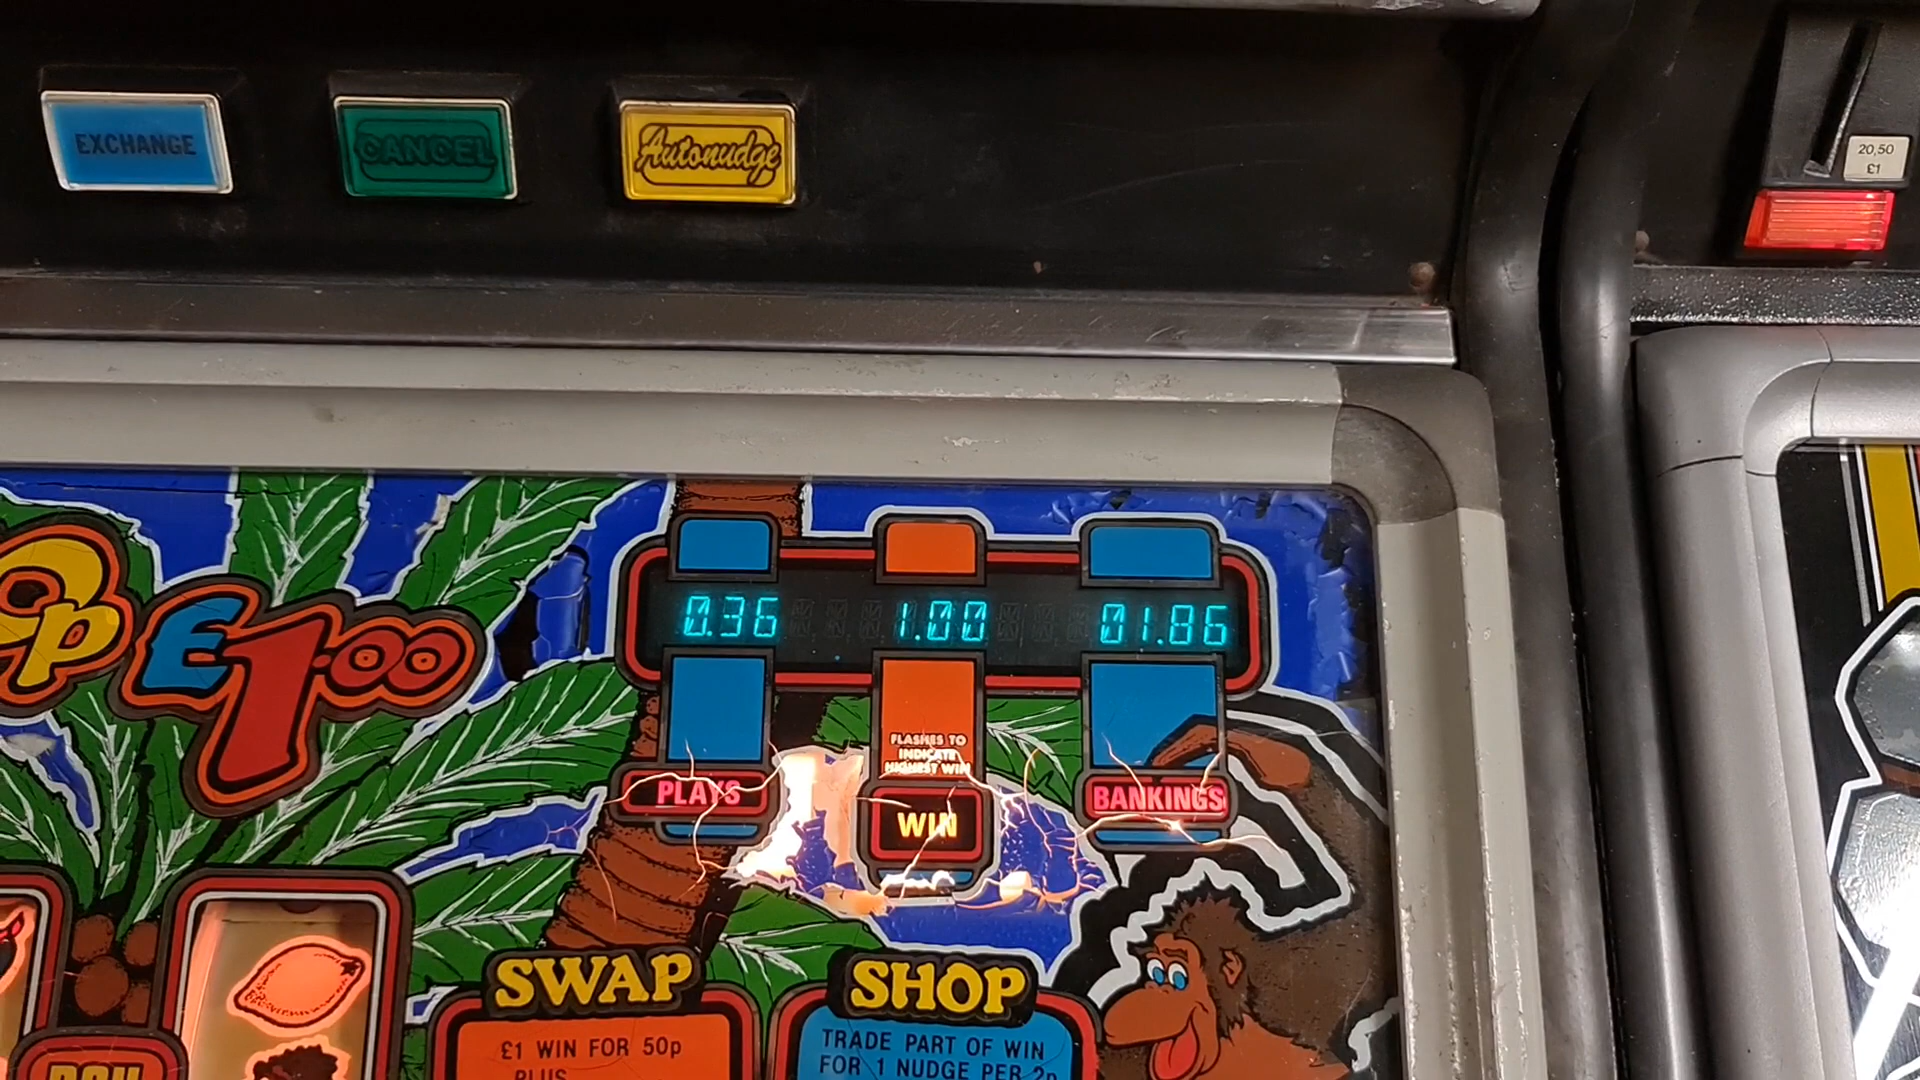 EXCHANGE
CANCEL
Autonudge
20,50
£1
p
£1·00
0.36
1.00
01.86
FLASHES TO
INDICATE
HIGHEST WIN
PLAYS
WIN
BANKINGS
SWAP
£1 WIN FOR 50p
PLUS
SHOP
TRADE PART OF WIN
FOR 1 NUDGE PER 2p